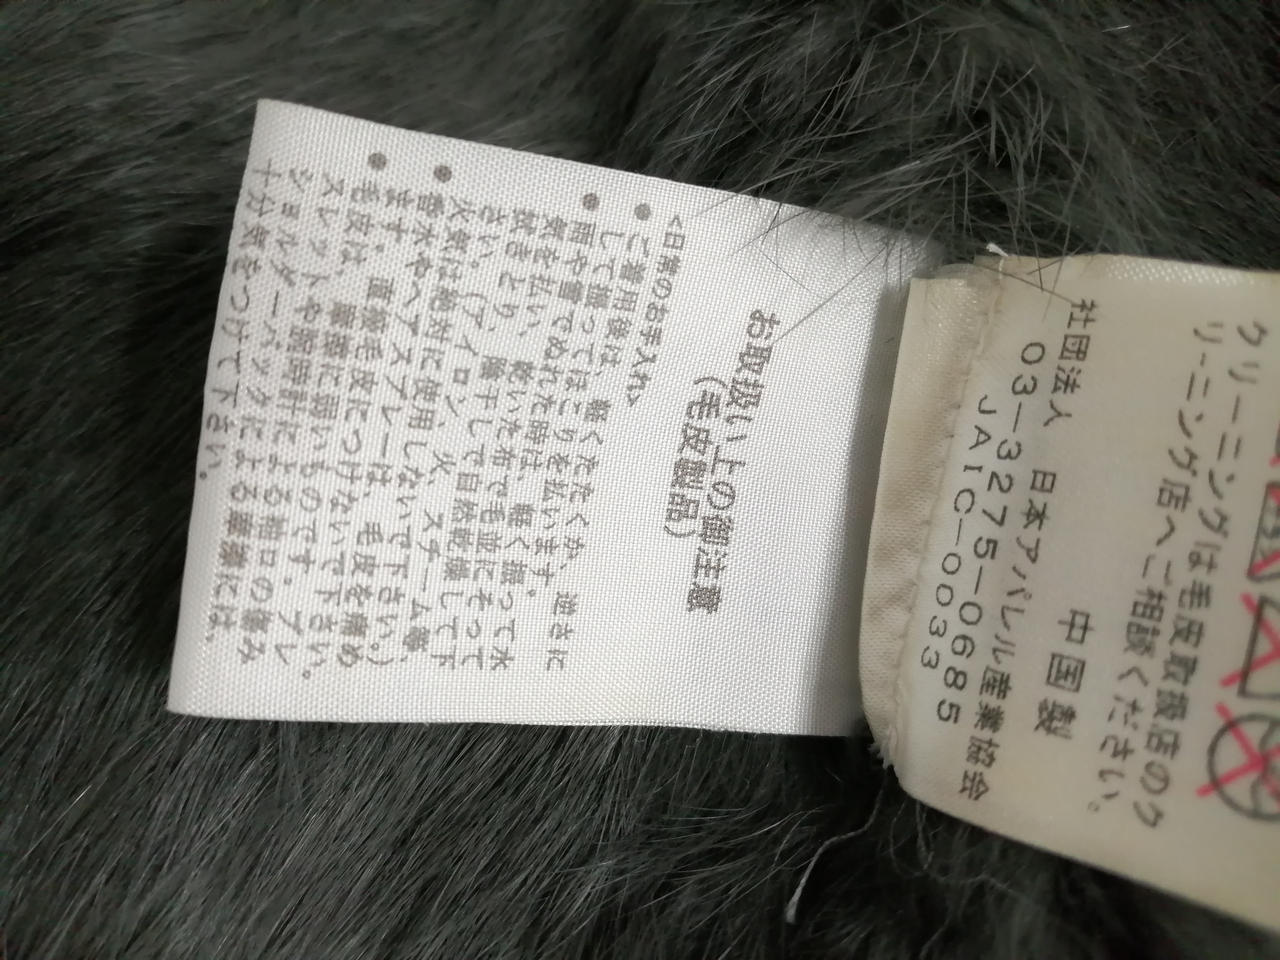 クリーニングは毛皮取扱店のク
リーニング店へご相談ください。
中国製
社団法人 日本アパレル産業協会
03-3275-0685
JAIC-0033
お取扱い上の御注意
(毛皮製品)
<日常のお手入れ>
●ご着用後は、軽くたたくか、逆さに
して振ってほこりを払います。
●雨や雪でぬれた時は、軽く振って水
気を払い、乾いた布で毛並にそって
拭きとり、陰干しで自然乾燥して下
さい。(アイロン、火、スチーム等、
火気は絶対に使用しないで下さい。)
●香水やヘアスプレーは、毛皮を痛め
ます。直接毛皮につけないで下さい。
●毛皮は、摩擦に弱いものです。ブレ
スレットや腕時計による袖口の痛み
ショルダーバックによる摩擦には、
十分気をつけて下さい。